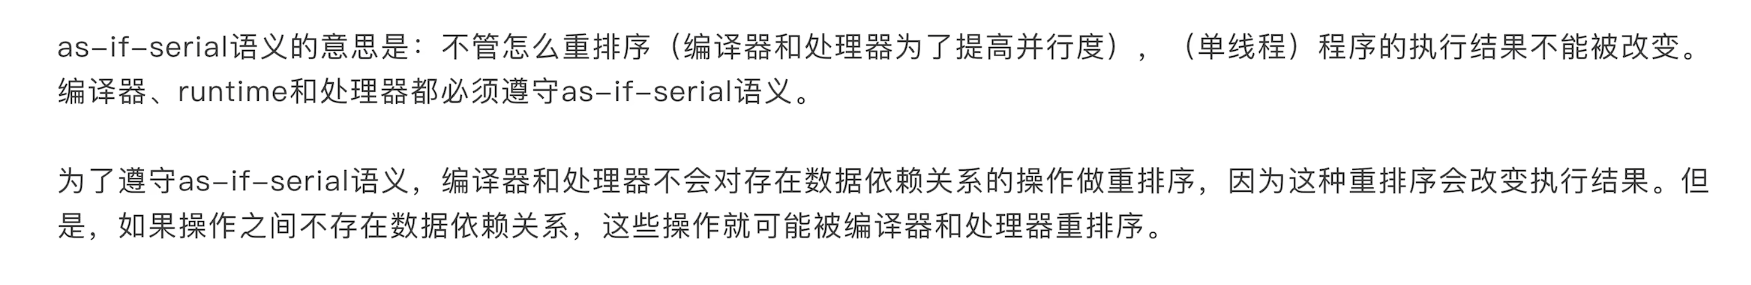 as-if-serial语义的意思是：不管怎么重排序（编译器和处理器为了提高并行度），（单线程）程序的执行结果不能被改变。
编译器、runtime和处理器都必须遵守as-if-serial语义。
为了遵守as-if-serial语义，编译器和处理器不会对存在数据依赖关系的操作做重排序，因为这种重排序会改变执行结果。但
是，如果操作之间不存在数据依赖关系，这些操作就可能被编译器和处理器重排序。